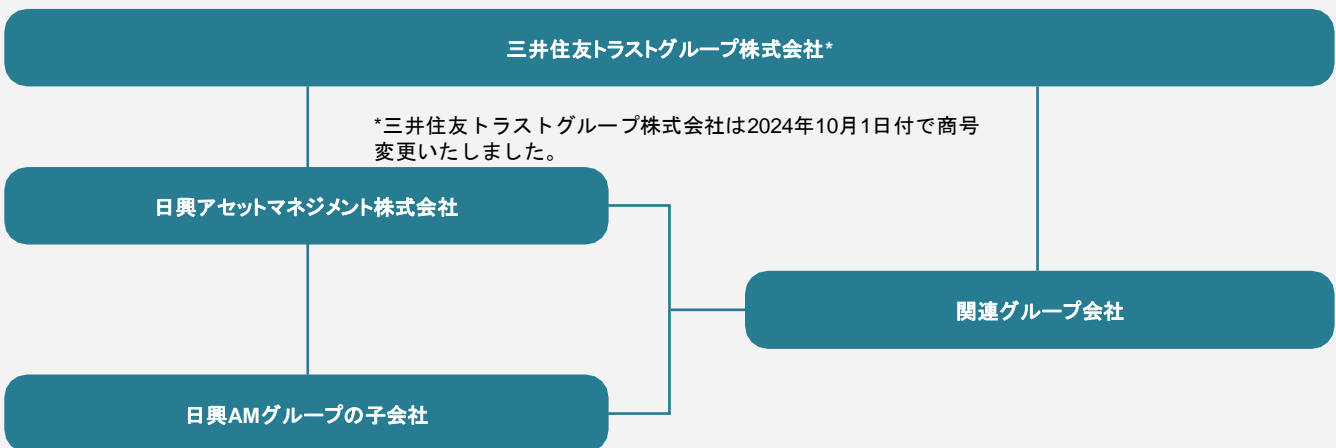 三井住友トラストグループ株式会社*
*三井住友トラストグループ株式会社は2024年10月1日付で商号
変更いたしました。
日興アセットマネジメント株式会社
関連グループ会社
日興AMグループの子会社